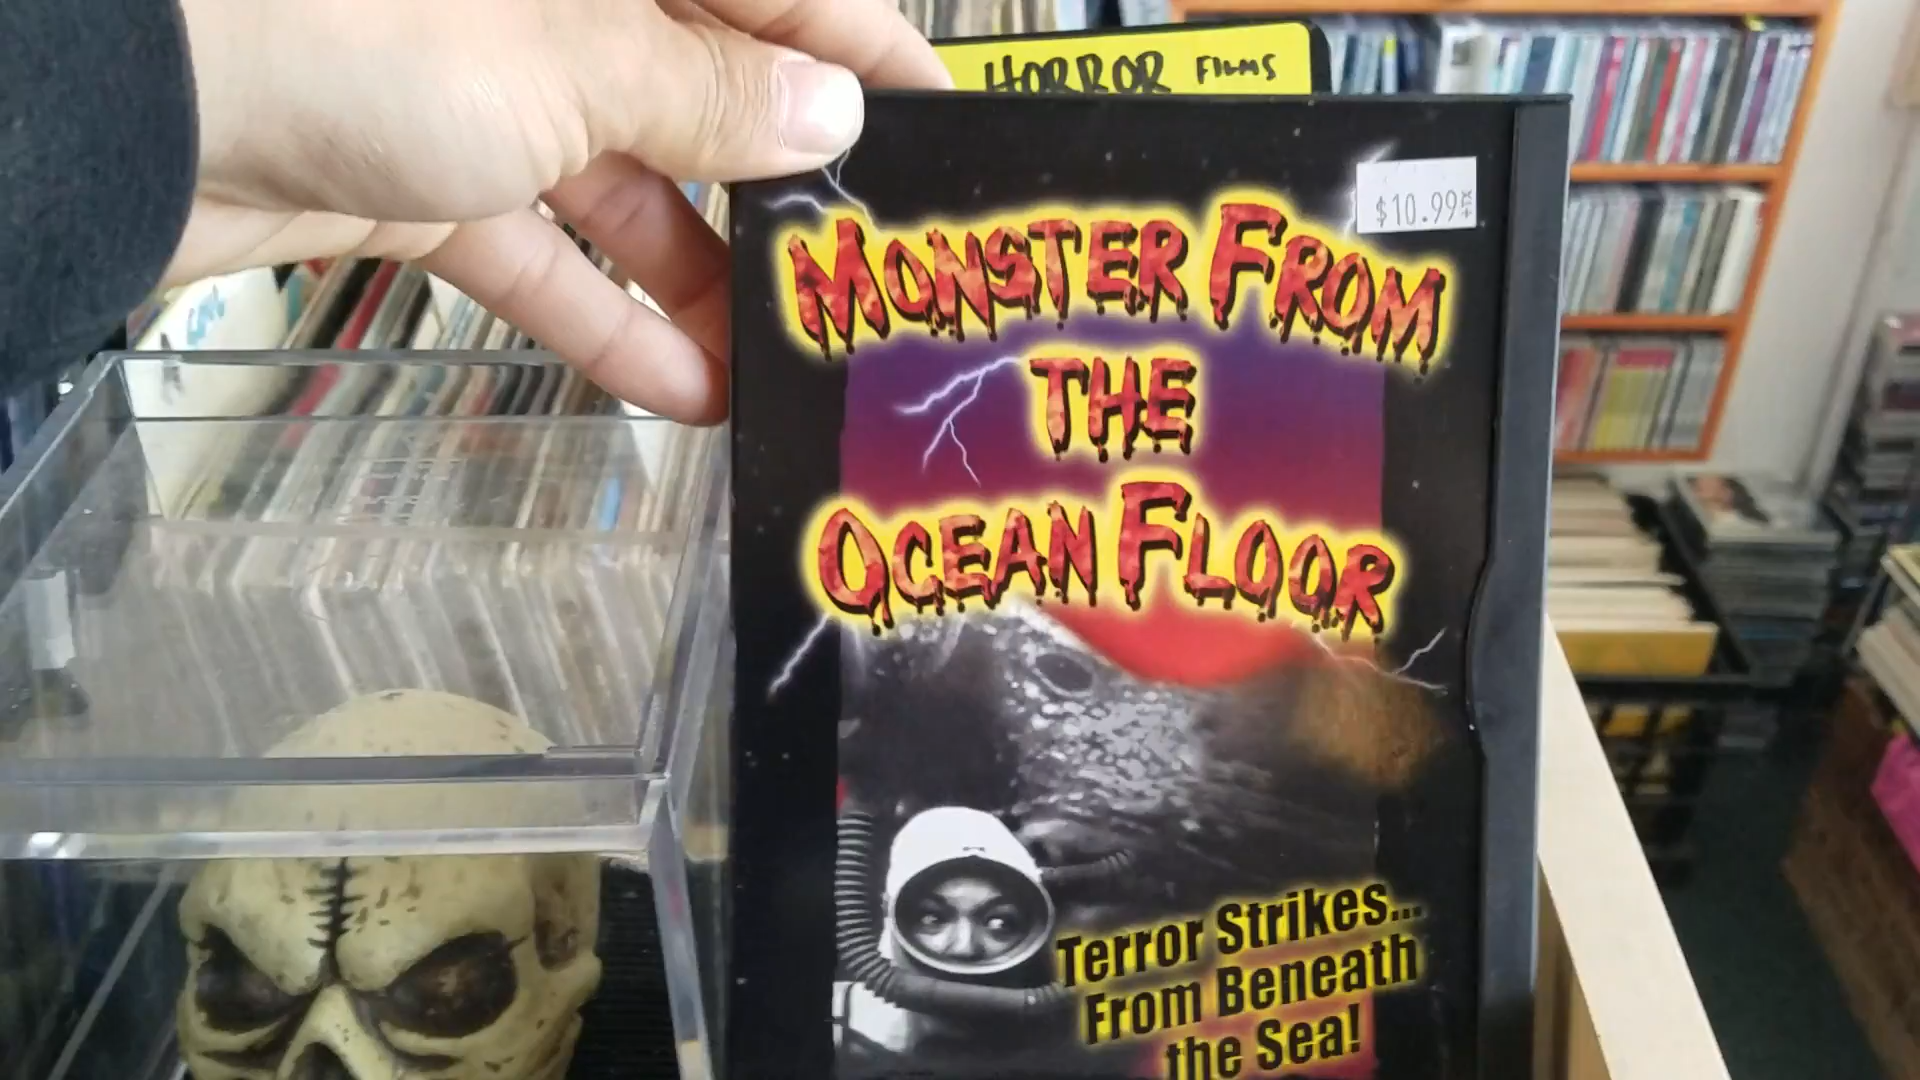 HORROR FILMS
$10.99
MONSTER FROM
THE
OCEAN FLOOR
Terror Strikes...
From Beneath
the Sea!